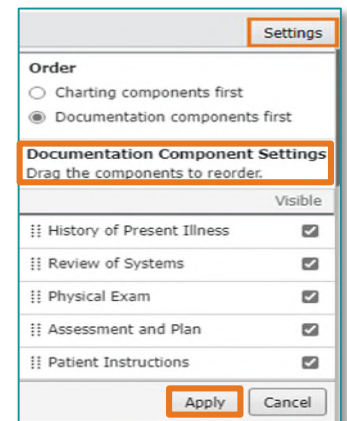 Settings
Order
Charting components first
Documentation components first
Documentation Component Settings
Drag the components to reorder.
Visible
History of Present Illness
Review of Systems
Physical Exam
Assessment and Plan
Patient Instructions
Apply Cancel